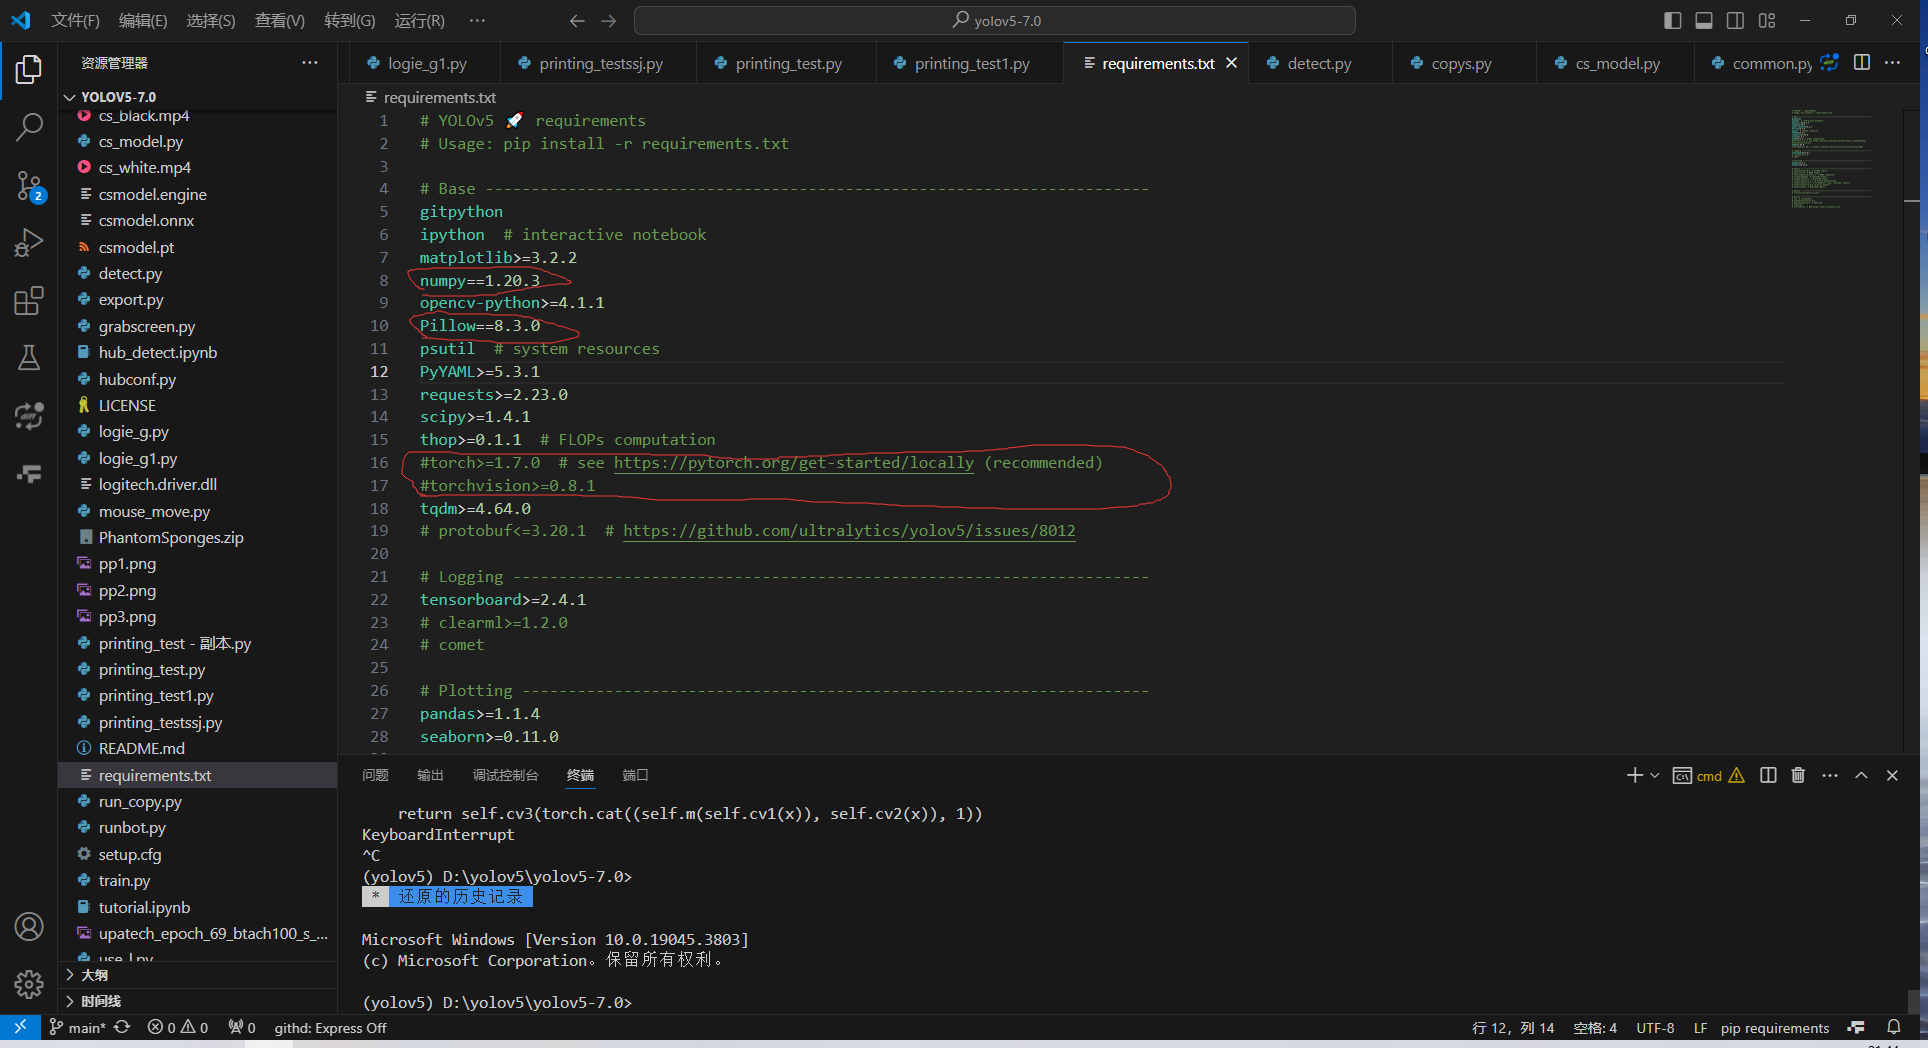 文件(F) 编辑(E) 选择(S) 查看(V) 转到(G) 运行(R) ··· yolov5-7.0
资源管理器 ···
logie_g1.py printing_testssj.py printing_test.py printing_test1.py requirements.txt detect.py copys.py cs_model.py common.py ···
YOLOV5-7.0
cs_black.mp4
cs_model.py
cs_white.mp4
csmodel.engine
csmodel.onnx
csmodel.pt
detect.py
export.py
grabscreen.py
hub_detect.ipynb
hubconf.py
LICENSE
logie_g.py
logie_g1.py
logitech.driver.dll
mouse_move.py
PhantomSponges.zip
pp1.png
pp2.png
pp3.png
printing_test - 副本.py
printing_test.py
printing_test1.py
printing_testssj.py
README.md
requirements.txt
run_copy.py
runbot.py
setup.cfg
train.py
tutorial.ipynb
upatech_epoch_69_btach100_s_...
大纲
时间线
2
requirements.txt
1 # YOLOv5 🚀 requirements
2 # Usage: pip install -r requirements.txt
3
4 # Base ------------------------------------------------------------------------
5 gitpython
6 ipython  # interactive notebook
7 matplotlib>=3.2.2
8 numpy==1.20.3
9 opencv-python>=4.1.1
10 Pillow==8.3.0
11 psutil  # system resources
12 PyYAML>=5.3.1
13 requests>=2.23.0
14 scipy>=1.4.1
15 thop>=0.1.1  # FLOPs computation
16 #torch>=1.7.0  # see https://pytorch.org/get-started/locally (recommended)
17 #torchvision>=0.8.1
18 tqdm>=4.64.0
19 # protobuf<=3.20.1  # https://github.com/ultralytics/yolov5/issues/8012
20
21 # Logging ---------------------------------------------------------------------
22 tensorboard>=2.4.1
23 # clearml>=1.2.0
24 # comet
25
26 # Plotting --------------------------------------------------------------------
27 pandas>=1.1.4
28 seaborn>=0.11.0
问题 输出 调试控制台 终端 端口 cmd ···
return self.cv3(torch.cat((self.m(self.cv1(x)), self.cv2(x)), 1))
KeyboardInterrupt
^C
(yolov5) D:\yolov5\yolov5-7.0>
* 还原的历史记录
Microsoft Windows [Version 10.0.19045.3803]
(c) Microsoft Corporation。保留所有权利。
(yolov5) D:\yolov5\yolov5-7.0>
main* 0 0 0 githd: Express Off 行 12, 列 14 空格: 4 UTF-8 LF pip requirements